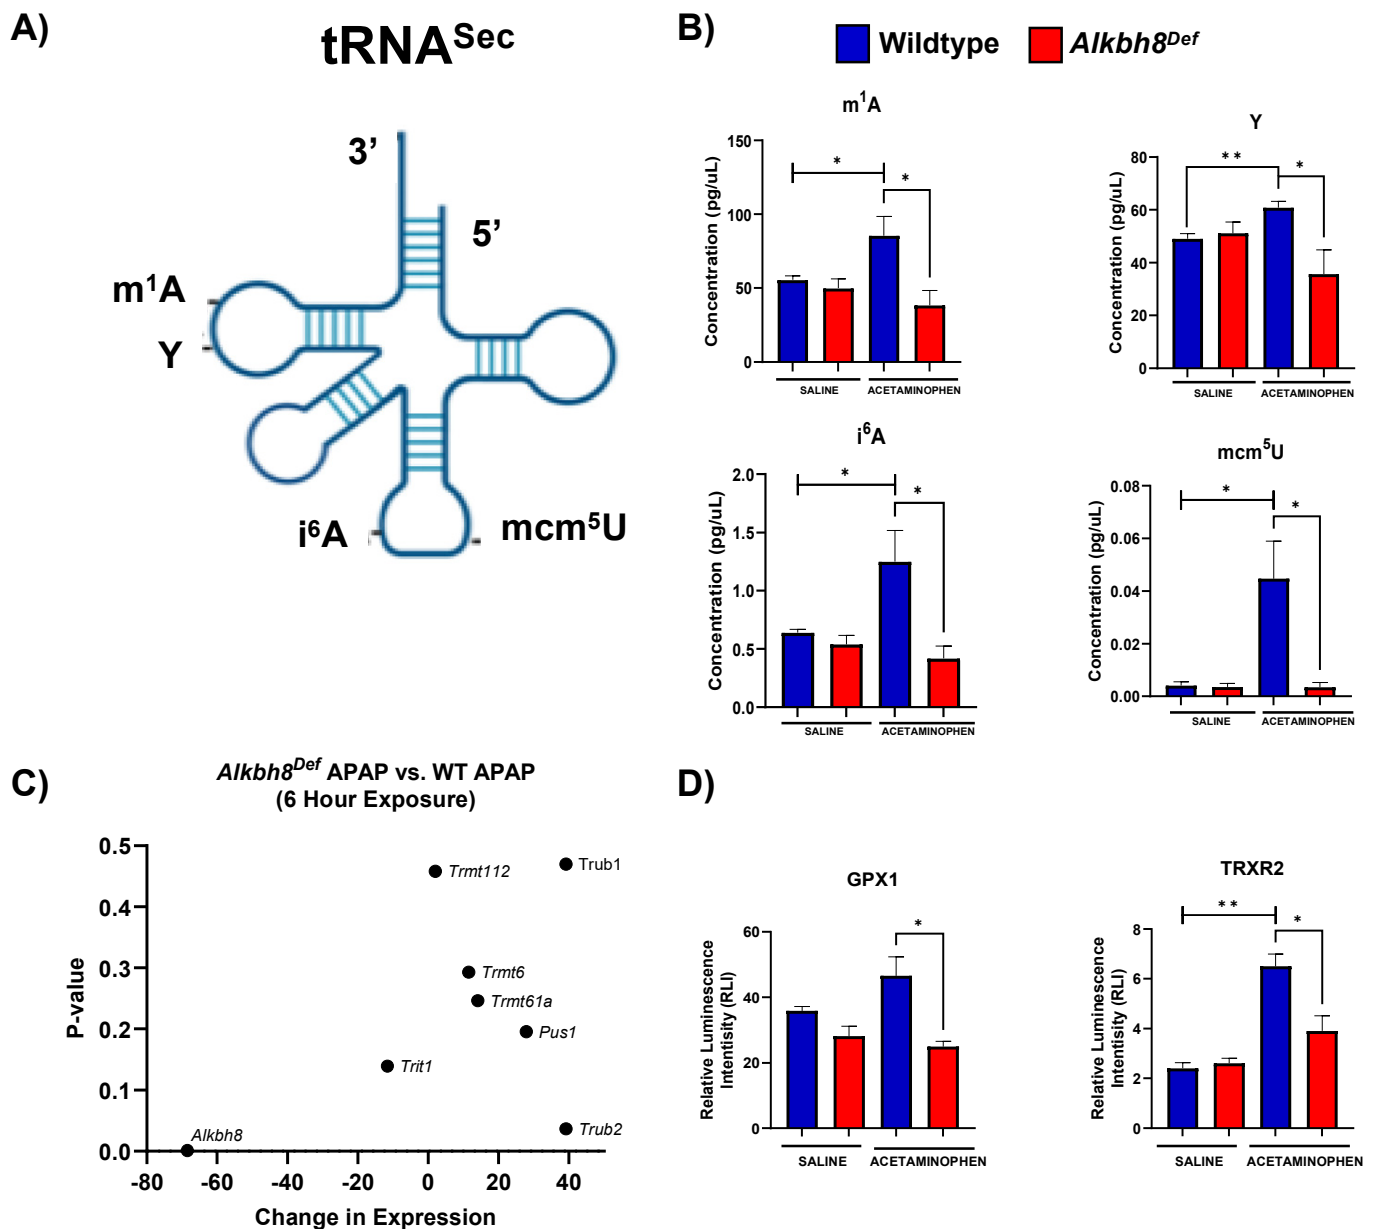 A)
tRNA^Sec
3’
5’
m¹A
Y
i⁶A
mcm⁵U
B)
Wildtype
Alkbh8^Def
m¹A
Concentration (pg/uL)
150
100
50
0
*
*
SALINE
ACETAMINOPHEN
Y
Concentration (pg/uL)
80
60
40
20
0
**
*
SALINE
ACETAMINOPHEN
i⁶A
Concentration (pg/uL)
2.0
1.5
1.0
0.5
0.0
*
*
SALINE
ACETAMINOPHEN
mcm⁵U
Concentration (pg/uL)
0.08
0.06
0.04
0.02
0.00
*
*
SALINE
ACETAMINOPHEN
C)
Alkbh8^Def APAP vs. WT APAP
(6 Hour Exposure)
P-value
0.5
0.4
0.3
0.2
0.1
0.0
Trmt112
Trub1
Trmt6
Trmt61a
Pus1
Trit1
Trub2
Alkbh8
-80
-60
-40
-20
0
20
40
Change in Expression
D)
GPX1
Relative Luminescence
Intentisity (RLI)
60
40
20
0
*
SALINE
ACETAMINOPHEN
TRXR2
Relative Luminescence
Intentisity (RLI)
8
6
4
2
0
**
*
SALINE
ACETAMINOPHEN